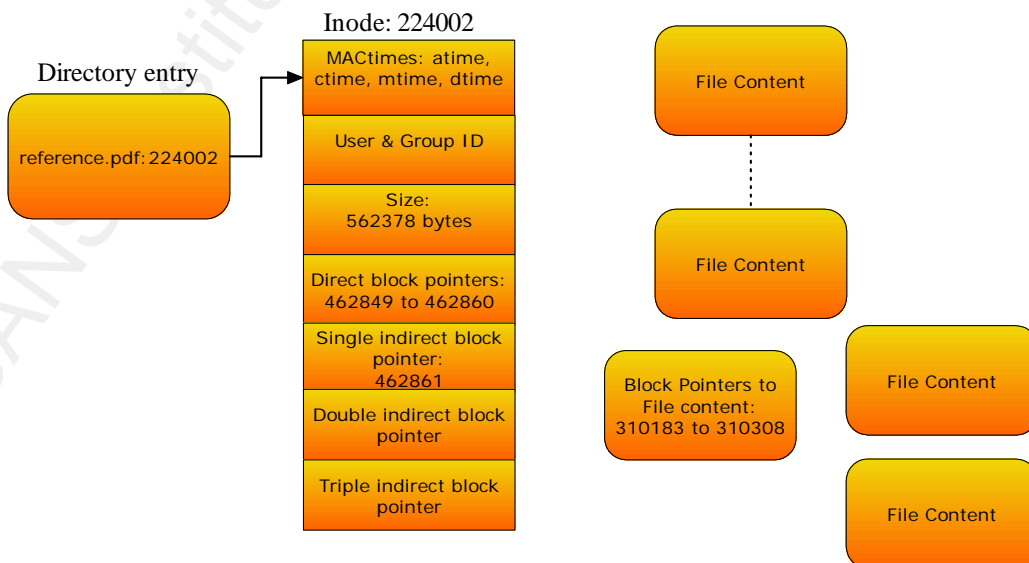 Inode: 224002
Directory entry
reference.pdf:224002
MACtimes: atime,
ctime, mtime, dtime
User & Group ID
Size:
562378 bytes
Direct block pointers:
462849 to 462860
Single indirect block
pointer:
462861
Double indirect block
pointer
Triple indirect block
pointer
File Content
File Content
Block Pointers to
File content:
310183 to 310308
File Content
File Content